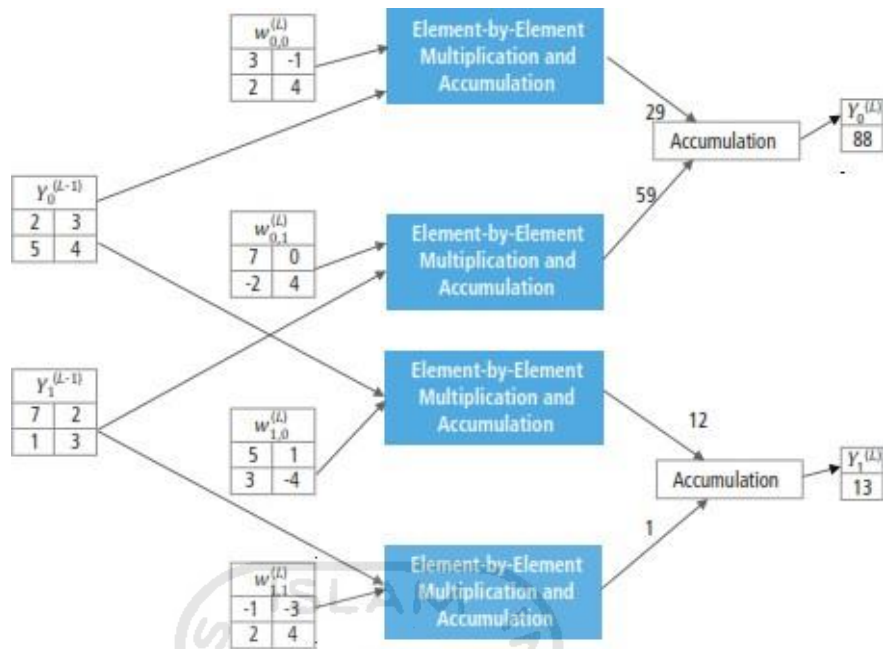 w0,0(L)
3 -1
2 4
Element-by-Element
Multiplication and
Accumulation
29
Accumulation
Y0(L)
88
Y0(L-1)
2 3
5 4
59
w0,1(L)
7 0
-2 4
Element-by-Element
Multiplication and
Accumulation
Y1(L-1)
7 2
1 3
Element-by-Element
Multiplication and
Accumulation
12
w1,0(L)
5 1
3 -4
Accumulation
Y1(L)
13
1
w1,1(L)
-1 -3
2 4
Element-by-Element
Multiplication and
Accumulation
ISLAM